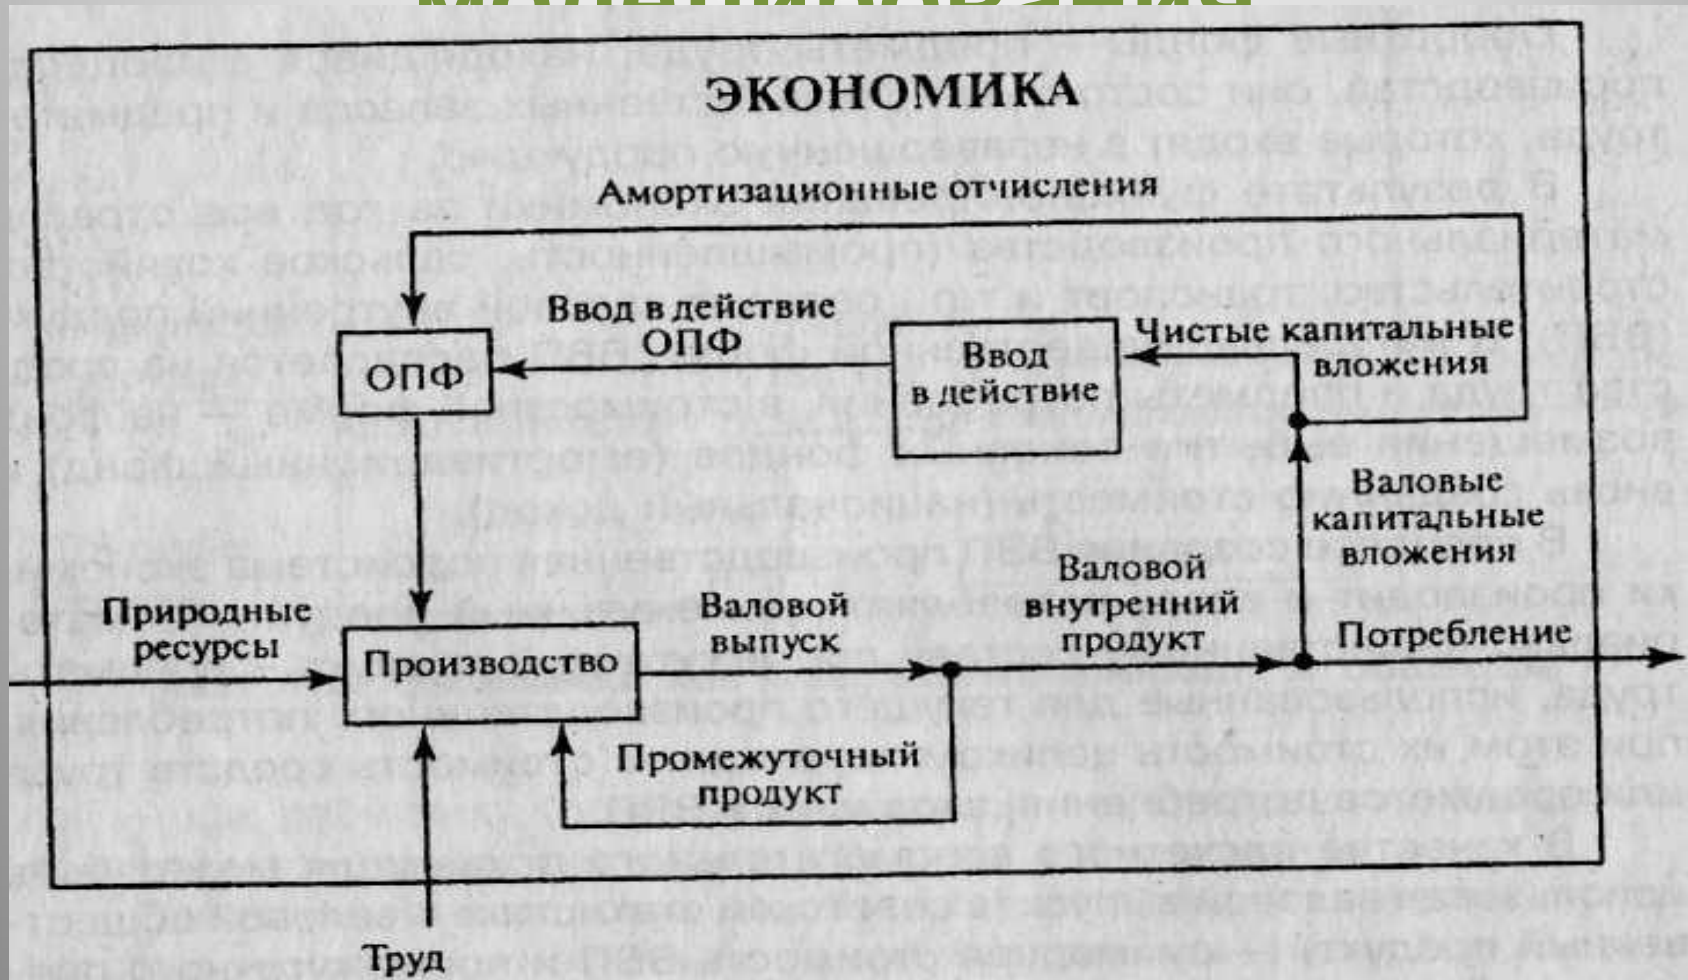 моделирования
ЭКОНОМИКА
Амортизационные отчисления
Ввод в действие
ОПФ
Чистые капитальные
вложения
ОПФ
Ввод
в действие
Валовые
капитальные
вложения
Природные
ресурсы
Производство
Валовой
выпуск
Валовой
внутренний
продукт
Потребление
Промежуточный
продукт
Труд